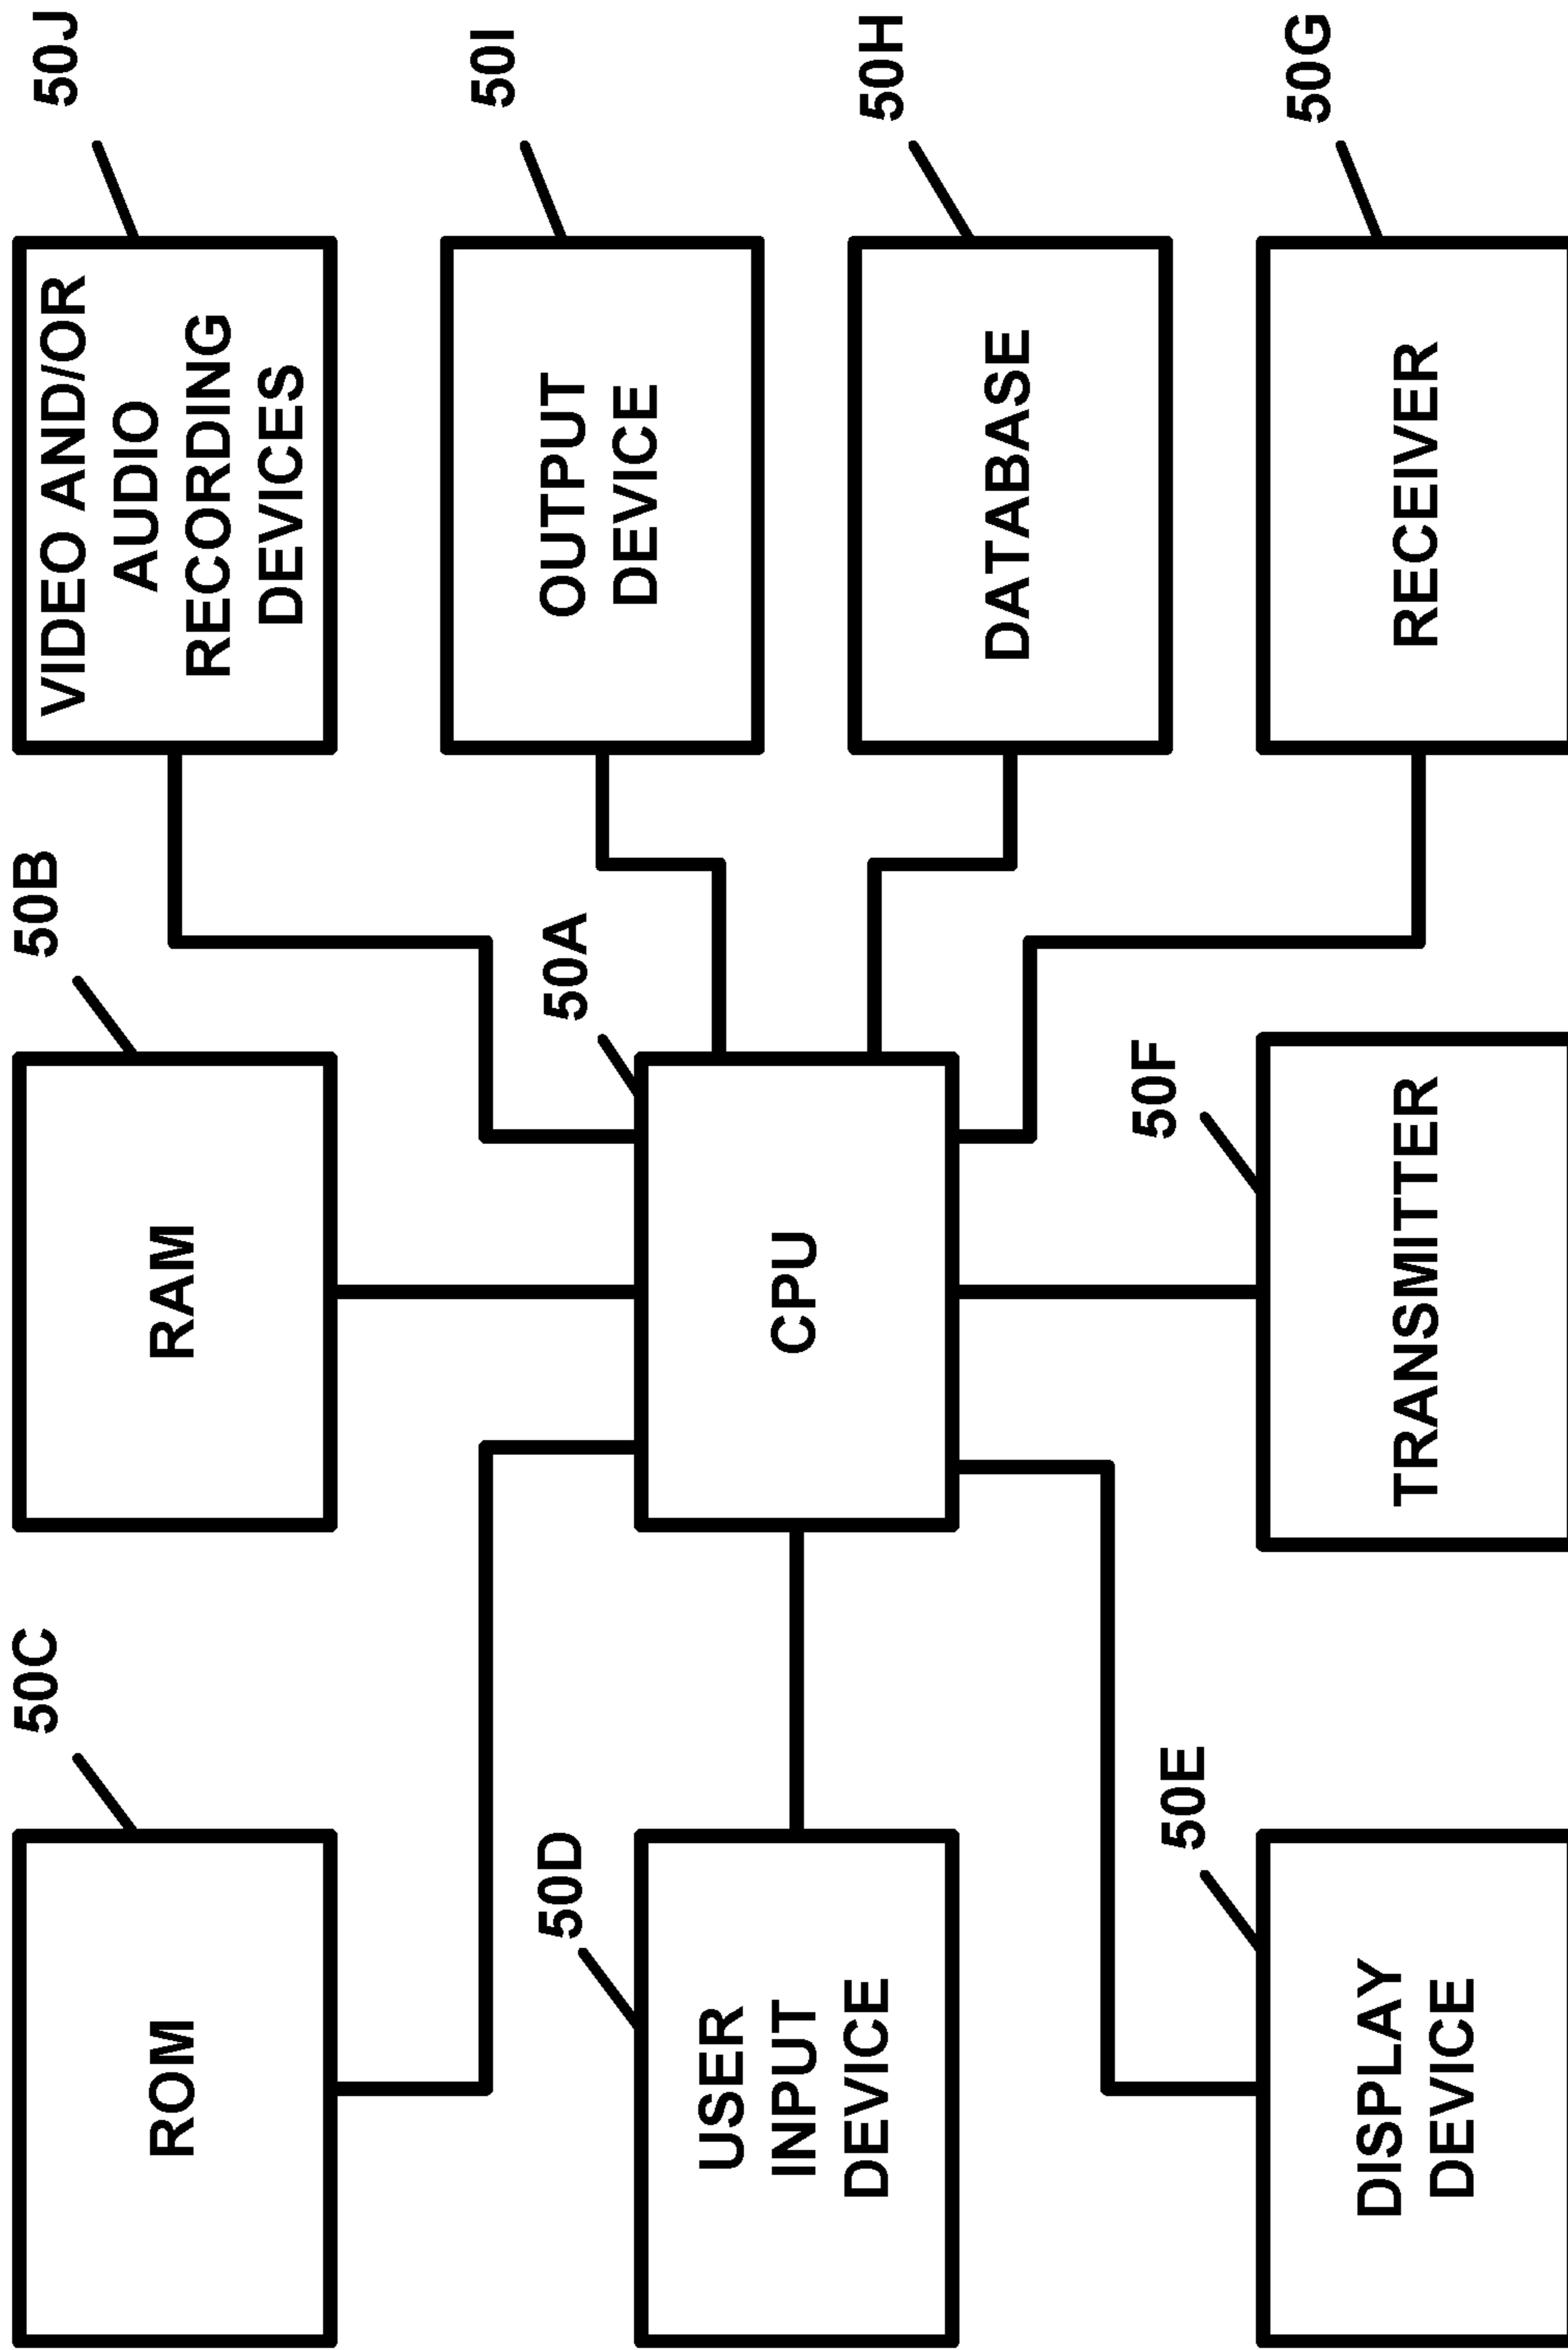 50C
ROM
50B
RAM
50J
VIDEO AND/OR
AUDIO
RECORDING
DEVICES
50I
OUTPUT
DEVICE
50D
USER
INPUT
DEVICE
50A
CPU
50H
DATABASE
50E
DISPLAY
DEVICE
50F
TRANSMITTER
50G
RECEIVER